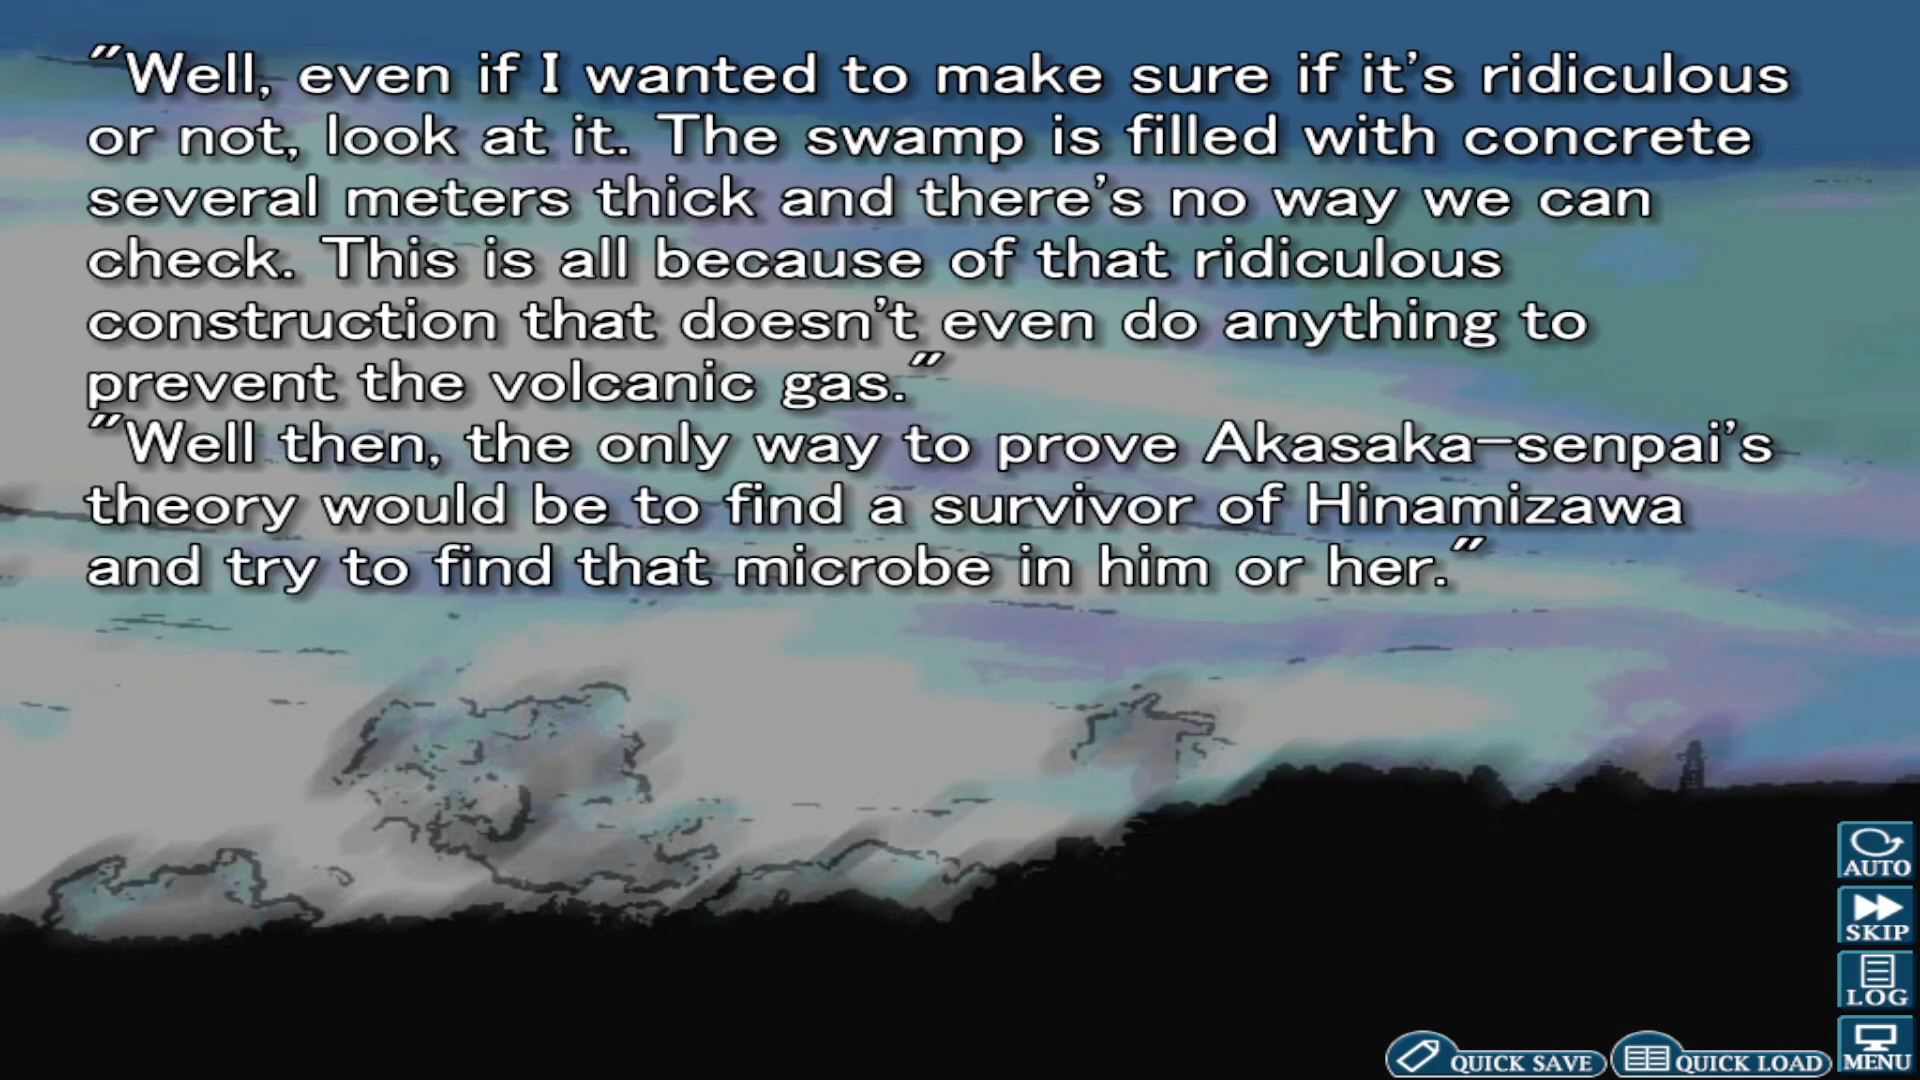 "Well, even if I wanted to make sure if it's ridiculous
or not, look at it. The swamp is filled with concrete
several meters thick and there's no way we can
check. This is all because of that ridiculous
construction that doesn't even do anything to
prevent the volcanic gas."
"Well then, the only way to prove Akasaka-senpai's
theory would be to find a survivor of Hinamizawa
and try to find that microbe in him or her."
AUTO
SKIP
LOG
QUICK SAVE
QUICK LOAD
MENU